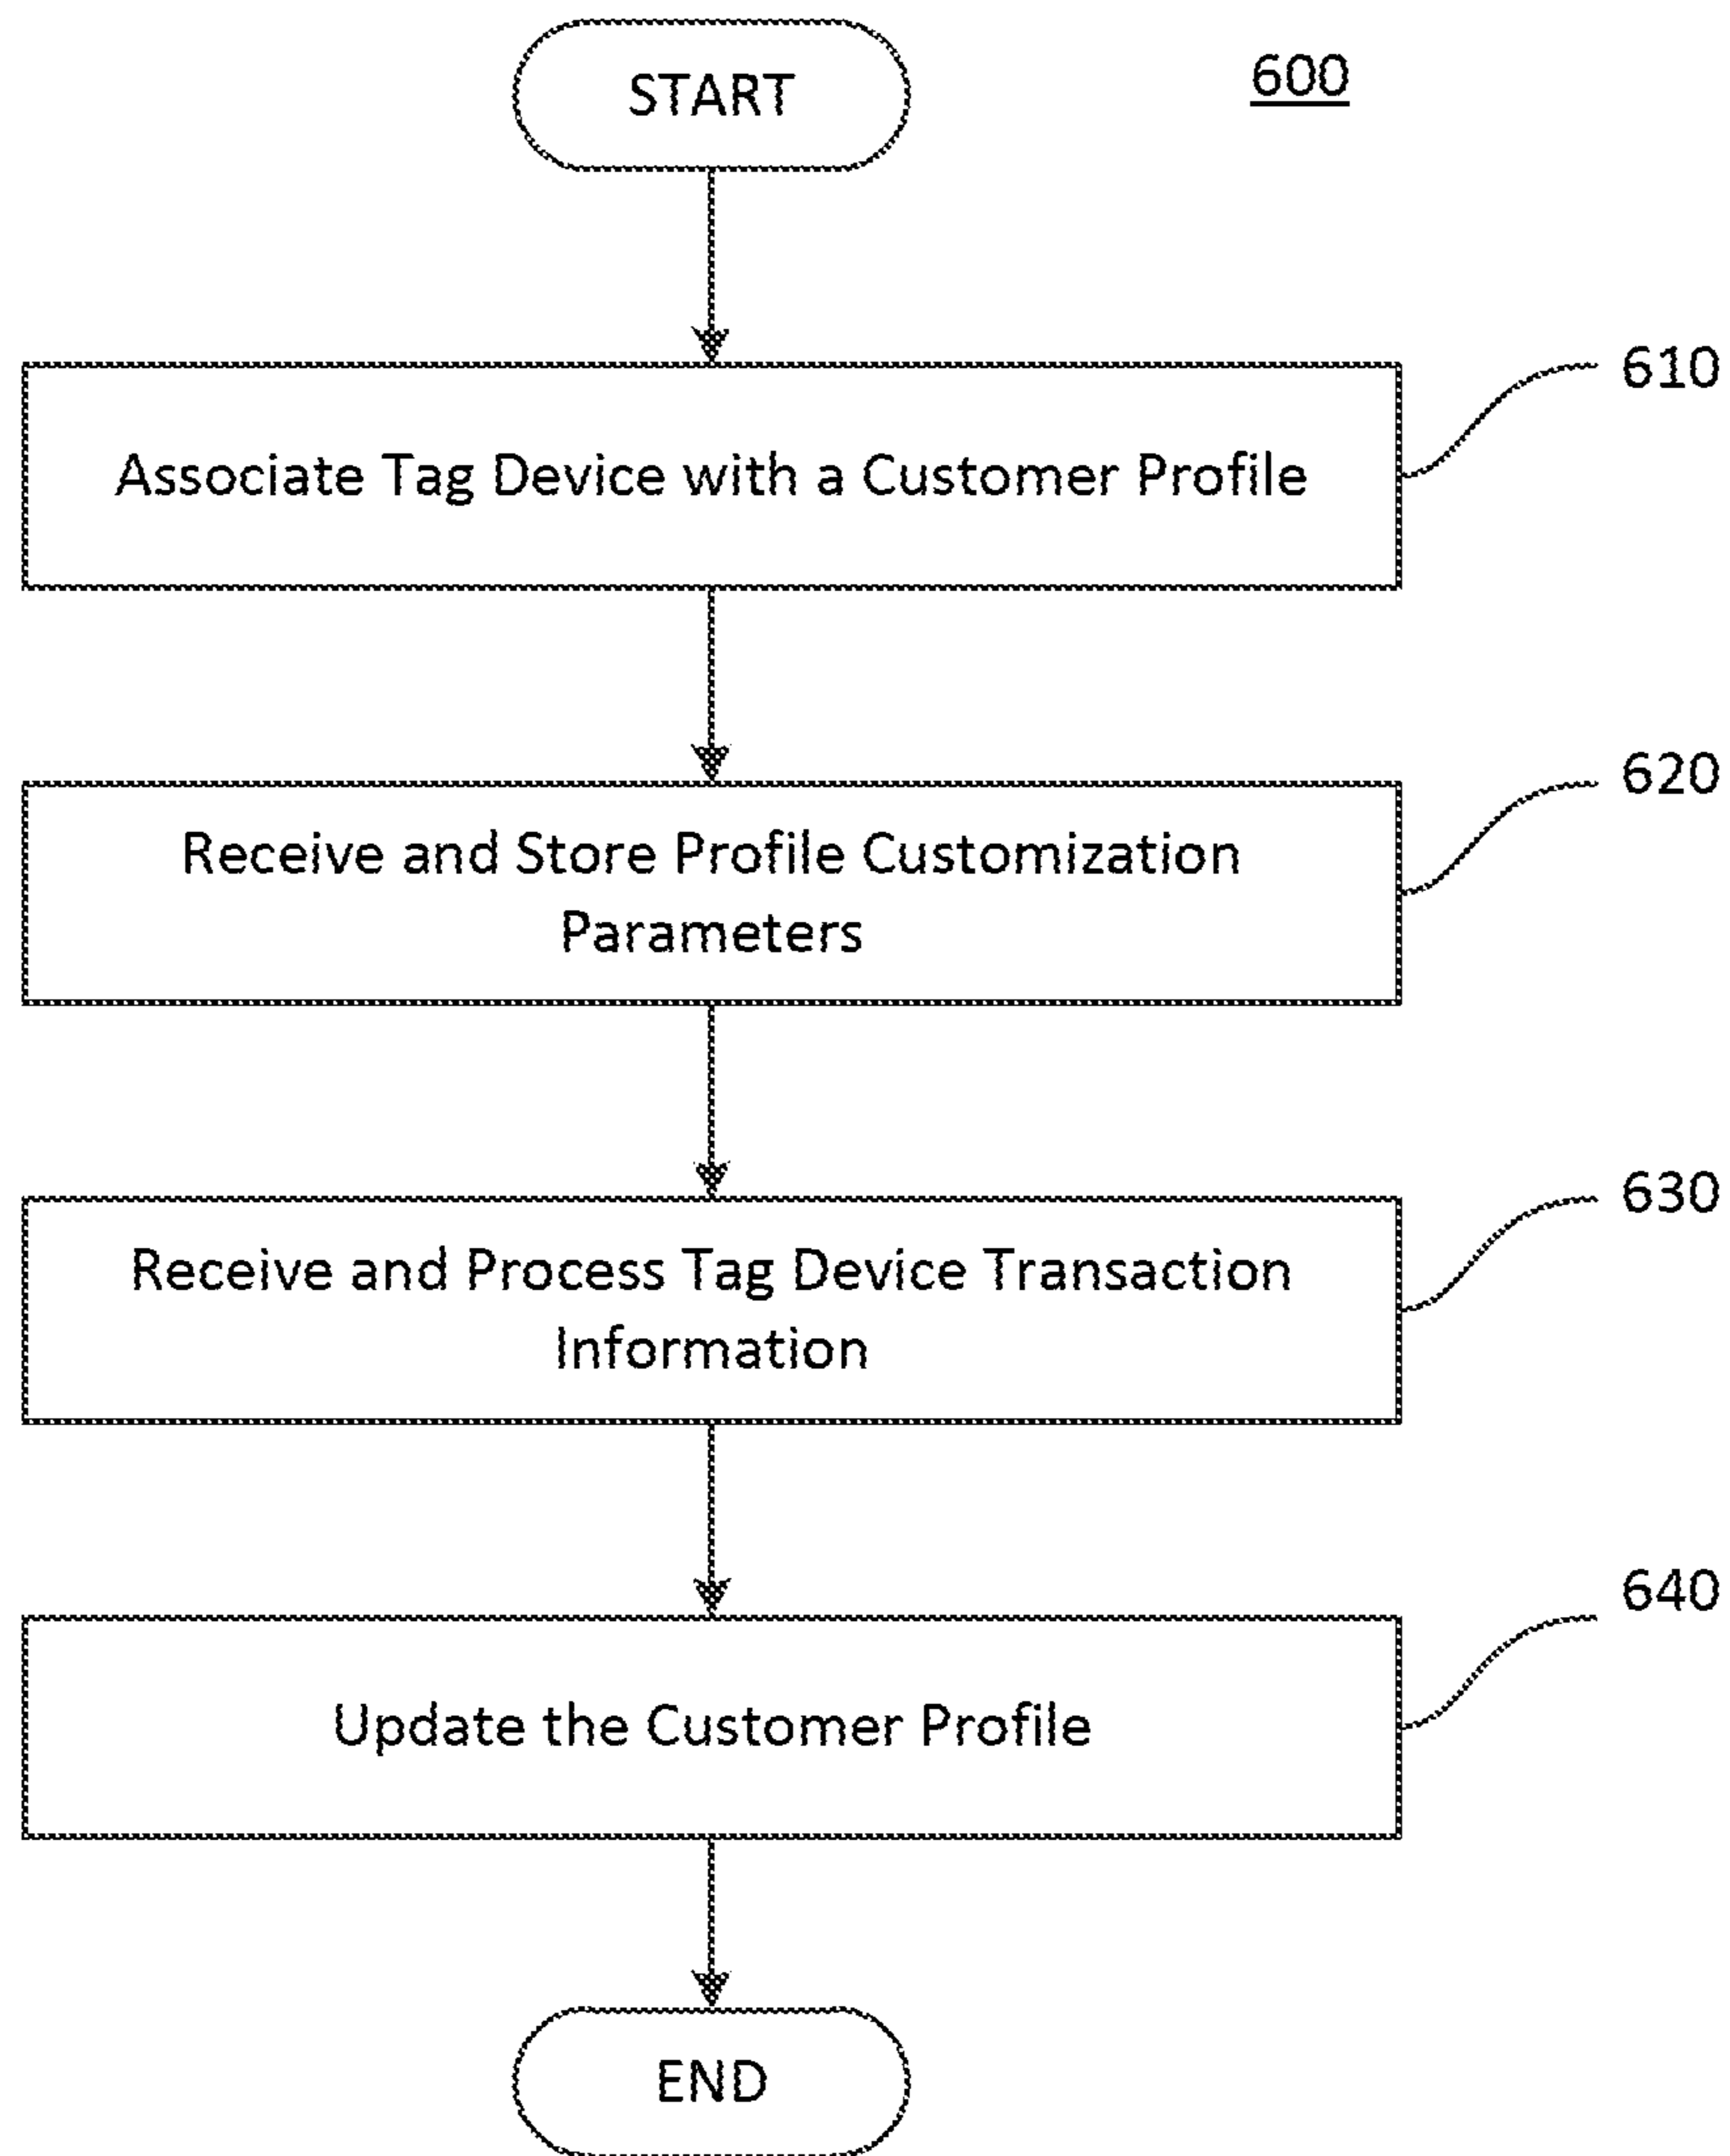 START
600
610
Associate Tag Device with a Customer Profile
620
Receive and Store Profile Customization
Parameters
630
Receive and Process Tag Device Transaction
Information
640
Update the Customer Profile
END